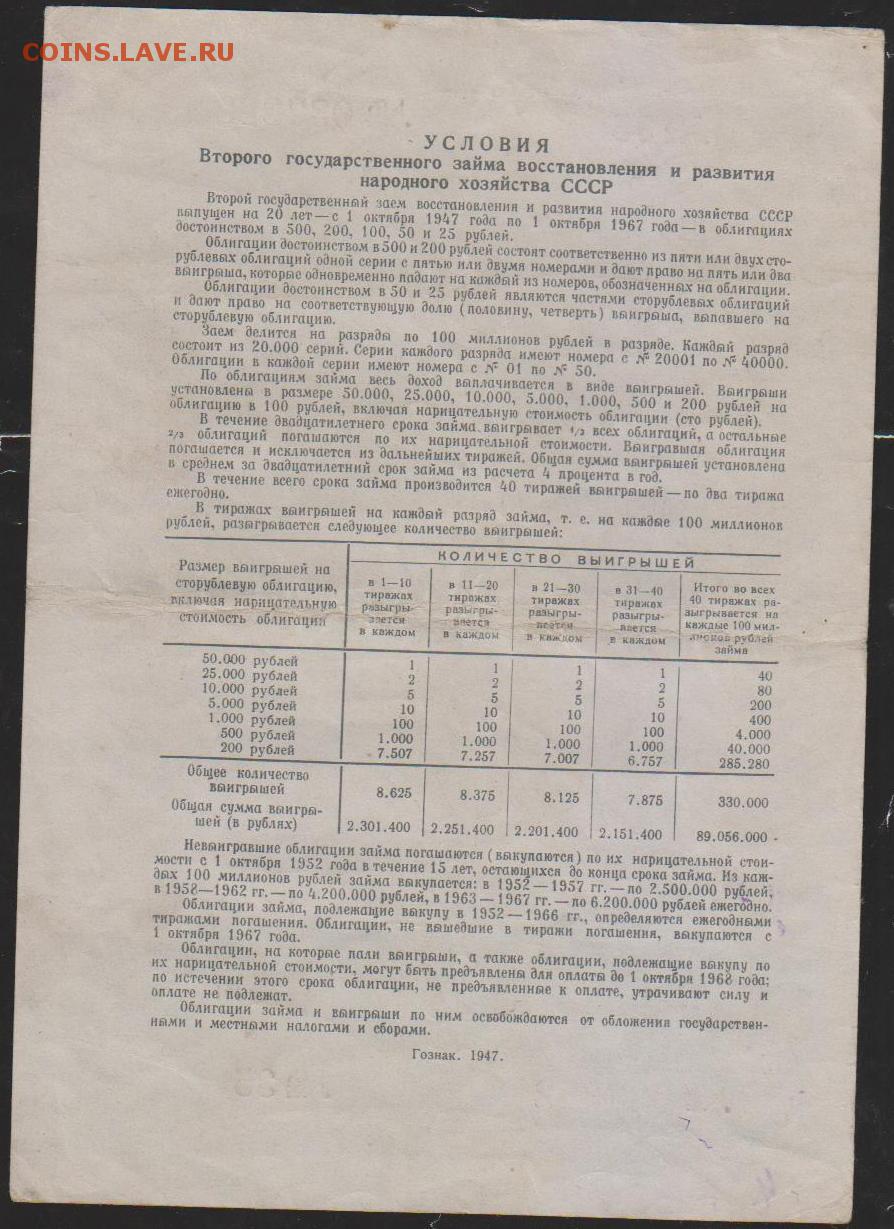 COINS.LAVE.RU
УСЛОВИЯ
Второго государственного займа восстановления и развития
народного хозяйства СССР
Второй государственный заем восстановления и развития народного хозяйства СССР
выпущен на 20 лет—с 1 октября 1947 года по 1 октября 1967 года—в облигациях
достоинством в 500, 200, 100, 50 и 25 рублей.
Облигации достоинством в 500 и 200 рублей состоят соответственно из пяти или двух сто-
рублевых облигаций одной серии с пятью или двумя номерами и дают право на пять или два
выигрыша, которые одновременно падают на каждый из номеров, обозначенных на облигации.
Облигации достоинством в 50 и 25 рублей являются частями сторублевых облигаций
и дают право на соответствующую долю (половину, четверть) выигрыша, выпавшего на
сторублевую облигацию.
Заем делится на разряды по 100 миллионов рублей в разряде. Каждый разряд
состоит из 20.000 серий. Серии каждого разряда имеют номера с № 20001 по № 40000.
Облигации в каждой серии имеют номера с № 01 по № 50.
По облигациям займа весь доход выплачивается в виде выигрышей. Выигрыши
установлены в размере 50.000, 25.000, 10.000, 5.000, 1.000, 500 и 200 рублей на
облигацию в 100 рублей, включая нарицательную стоимость облигации (сто рублей).
В течение двадцатилетнего срока займа выигрывает 1/3 всех облигаций, а остальные
2/3 облигаций погашаются по их нарицательной стоимости. Выигравшая облигация
погашается и исключается из дальнейших тиражей. Общая сумма выигрышей установлена
в среднем за двадцатилетний срок займа из расчета 4 процента в год.
В течение всего срока займа производится 40 тиражей выигрышей—по два тиража
ежегодно.
В тиражах выигрышей на каждый разряд займа, т. е. на каждые 100 миллионов
рублей, разыгрывается следующее количество выигрышей:
Размер выигрышей на
сторублевую облигацию,
включая нарицательную
стоимость облигации
КОЛИЧЕСТВО ВЫИГРЫШЕЙ
в 1—10
тиражах
разыгры-
вается
в каждом
в 11—20
тиражах
разыгры-
вается
в каждом
в 21—30
тиражах
разыгры-
вается
в каждом
в 31—40
тиражах
разыгры-
вается
в каждом
Итого во всех
40 тиражах ра-
зыгрывается на
каждые 100 мил-
лионов рублей
займа
50.000 рублей 1 1 1 1 40
25.000 рублей 2 2 2 2 80
10.000 рублей 5 5 5 5 200
5.000 рублей 10 10 10 10 400
1.000 рублей 100 100 100 100 4.000
500 рублей 1.000 1.000 1.000 1.000 40.000
200 рублей 7.507 7.257 7.007 6.757 285.280
Общее количество
выигрышей 8.625 8.375 8.125 7.875 330.000
Общая сумма выигры-
шей (в рублях) 2.301.400 2.251.400 2.201.400 2.151.400 89.056.000
Невыигравшие облигации займа погашаются (выкупаются) по их нарицательной стои-
мости с 1 октября 1952 года в течение 15 лет, остающихся до конца срока займа. Из каж-
дых 100 миллионов рублей займа выкупается: в 1952—1957 гг.—по 2.500.000 рублей,
в 1958—1962 гг.—по 4.200.000 рублей, в 1963—1967 гг.—по 6.200.000 рублей ежегодно.
Облигации займа, подлежащие выкупу в 1952—1966 гг., определяются ежегодными
тиражами погашения. Облигации, не вышедшие в тиражи погашения, выкупаются с
1 октября 1967 года.
Облигации, на которые пали выигрыши, а также облигации, подлежащие выкупу по
их нарицательной стоимости, могут быть предъявлены для оплаты до 1 октября 1968 года;
по истечении этого срока облигации, не предъявленные к оплате, утрачивают силу и
оплате не подлежат.
Облигации займа и выигрыши по ним освобождаются от обложения государствен-
ными и местными налогами и сборами.
Гознак. 1947.